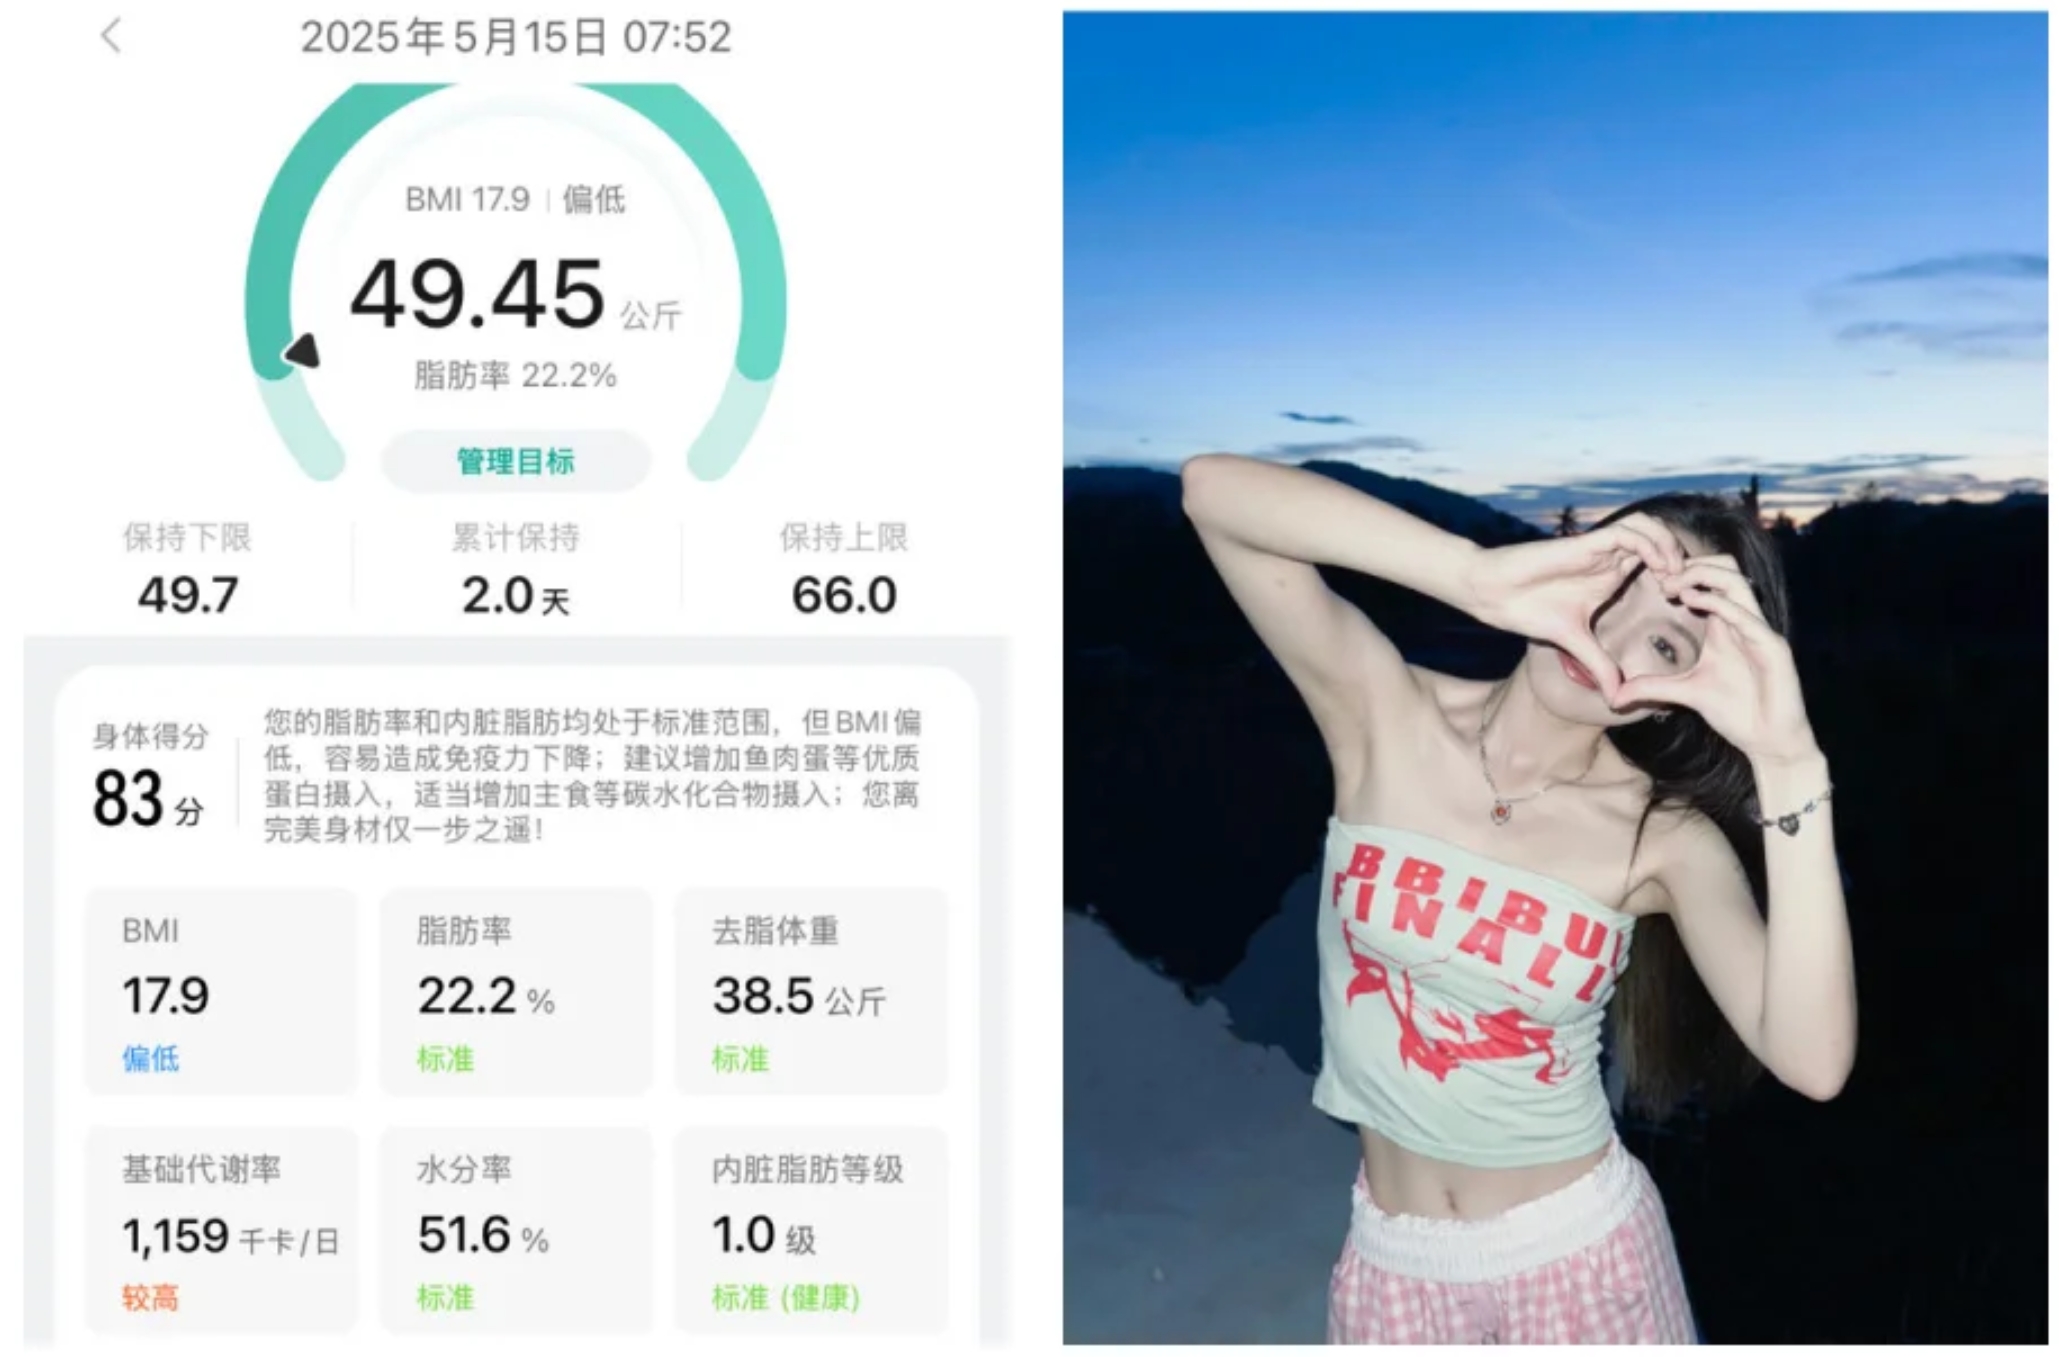 2025年5月15日 07:52
BMI 17.9 | 偏低
49.45 公斤
脂肪率 22.2%
管理目标
保持下限
49.7
累计保持
2.0 天
保持上限
66.0
身体得分
83 分
您的脂肪率和内脏脂肪均处于标准范围，但BMI偏
低，容易造成免疫力下降；建议增加鱼肉蛋等优质
蛋白摄入，适当增加主食等碳水化合物摄入；您离
完美身材仅一步之遥！
BMI
17.9
偏低
脂肪率
22.2 %
标准
去脂体重
38.5 公斤
标准
基础代谢率
1,159 千卡/日
较高
水分率
51.6 %
标准
内脏脂肪等级
1.0 级
标准 (健康)
BBIBUL
FINALL